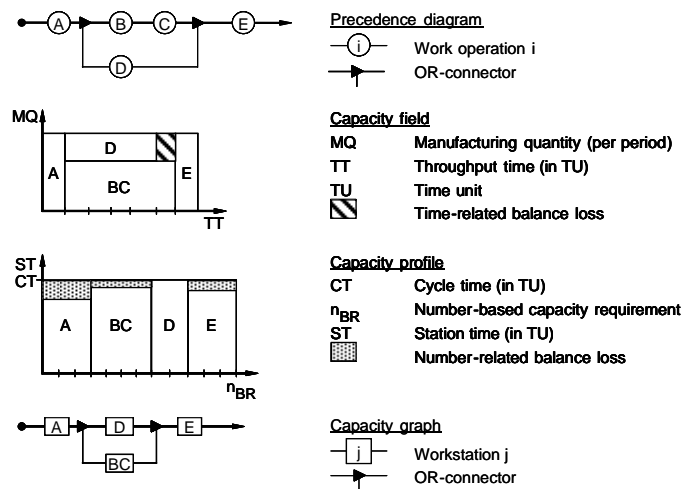 A B C E
D
Precedence diagram
i Work operation i
OR-connector
MQ
D
A
E
BC
TT
Capacity field
MQ Manufacturing quantity (per period)
TT Throughput time (in TU)
TU Time unit
Time-related balance loss
ST
CT
A BC D E
nBR
Capacity profile
CT Cycle time (in TU)
nBR Number-based capacity requirement
ST Station time (in TU)
Number-related balance loss
A D E
BC
Capacity graph
j Workstation j
OR-connector